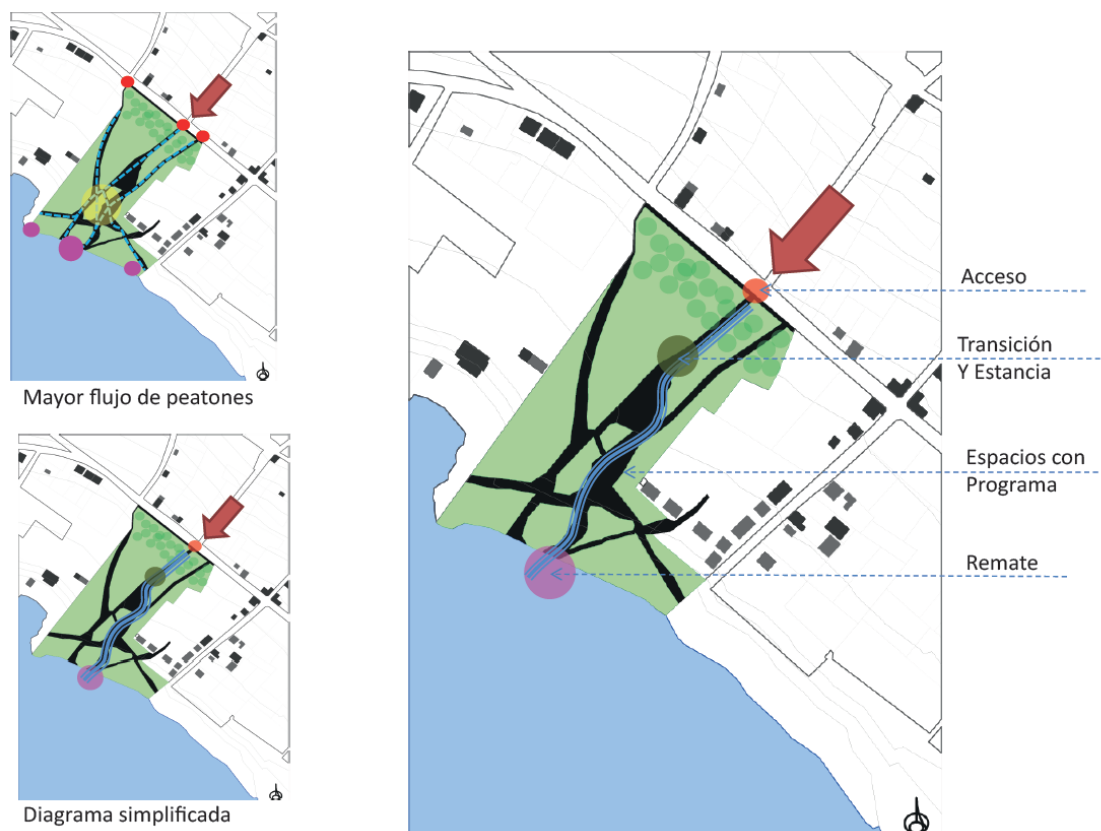 Mayor flujo de peatones
Diagrama simplificada
Acceso
Transición
Y Estancia
Espacios con
Programa
Remate